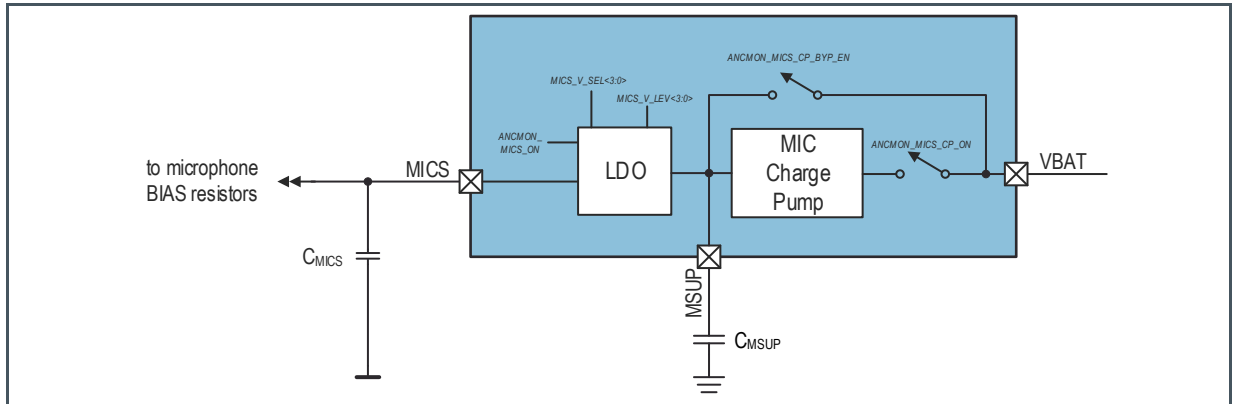 ANCMON_MICS_CP_BYP_EN
MICS_V_SEL<3:0>
MICS_V_LEV<3:0>
ANCMON_
MICS_ON
ANCMON_MICS_CP_ON
to microphone
BIAS resistors
MICS
LDO
MIC
Charge
Pump
VBAT
MSUP
CMICS
CMSUP